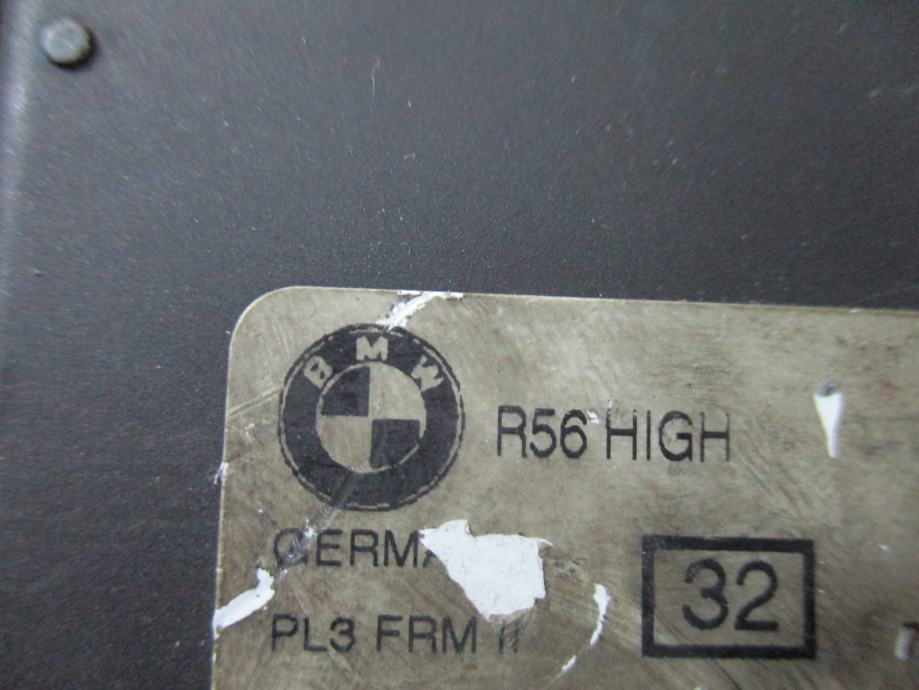 BMW
R56 HIGH
32
PL3 FRM II